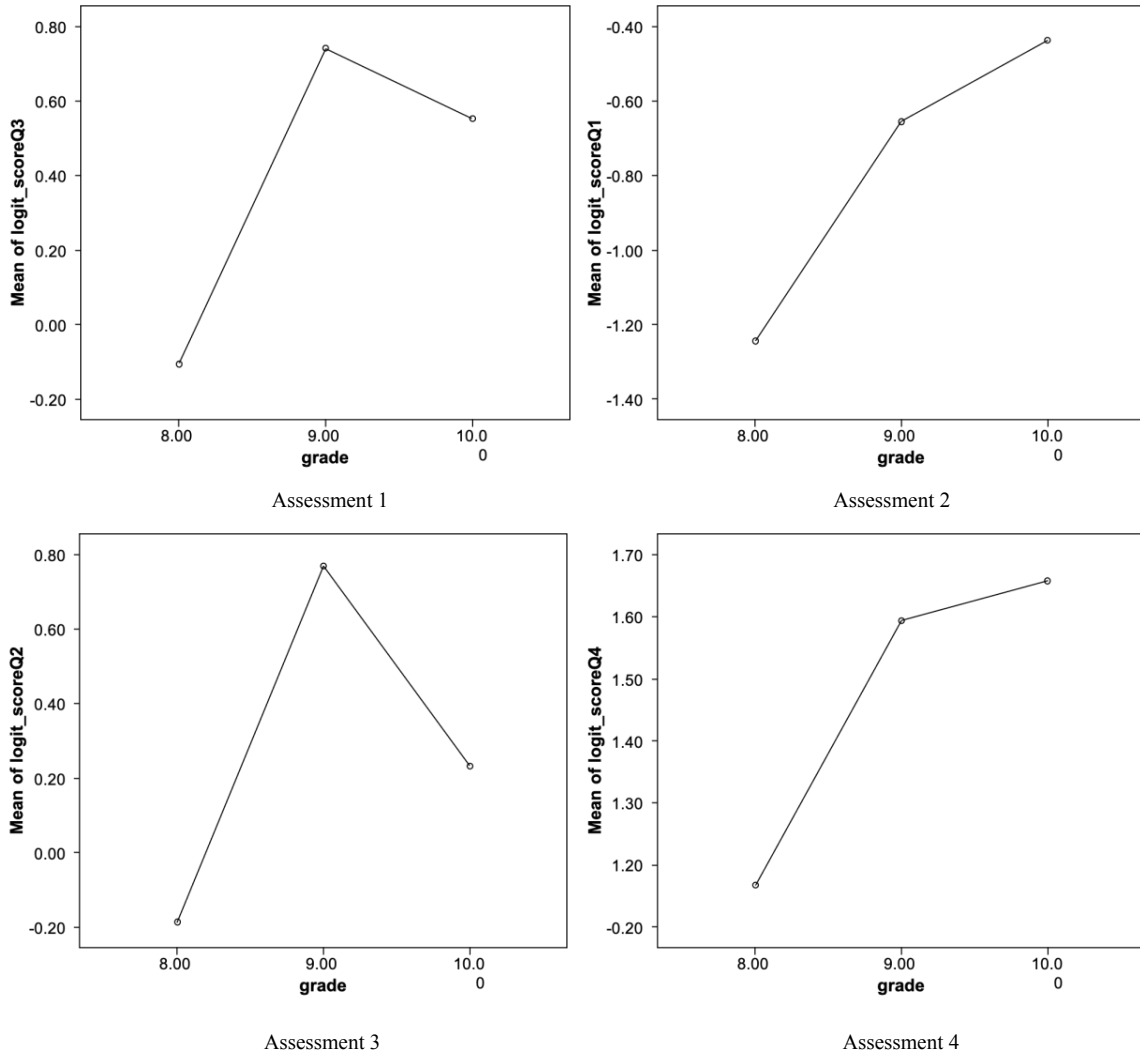 Mean of logit_scoreQ3
0.80
0.60
0.40
0.20
0.00
-0.20
8.00 9.00 10.0
0
grade
Assessment 1
Mean of logit_scoreQ1
-0.40
-0.60
-0.80
-1.00
-1.20
-1.40
8.00 9.00 10.0
0
grade
Assessment 2
Mean of logit_scoreQ2
0.80
0.60
0.40
0.20
0.00
-0.20
8.00 9.00 10.0
0
grade
Assessment 3
Mean of logit_scoreQ4
1.70
1.60
1.50
1.40
1.30
1.20
-0.20
8.00 9.00 10.0
0
grade
Assessment 4